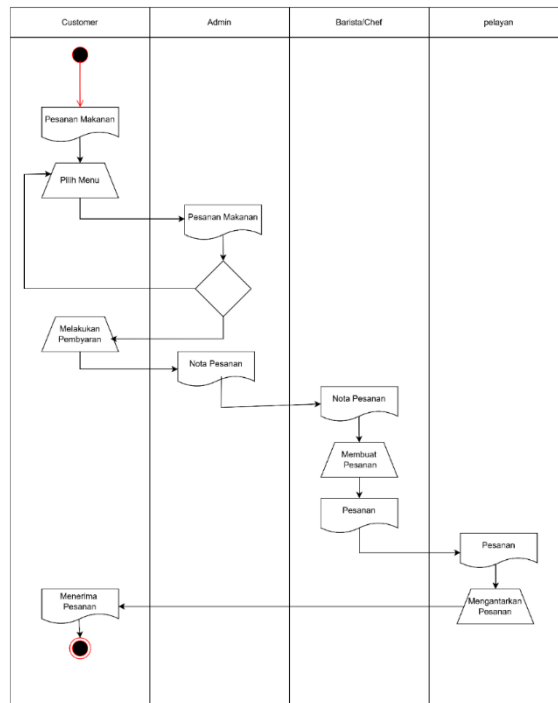 Customer
Admin
Barista/Chef
pelayan
Pesanan Makanan
Pilih Menu
Pesanan Makanan
Melakukan
Pembyaran
Nota Pesanan
Nota Pesanan
Membuat
Pesanan
Pesanan
Pesanan
Menerima
Pesanan
Mengantarkan
Pesanan